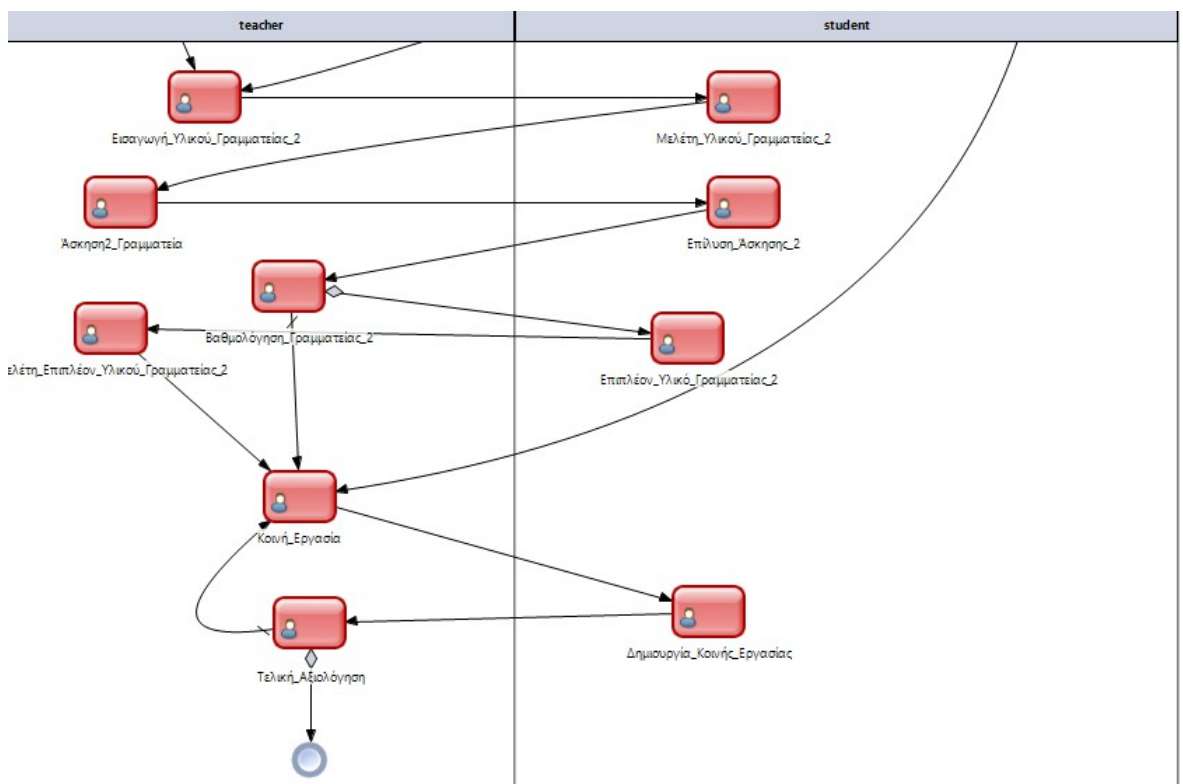 teacher
student
Εισαγωγή_Υλικού_Γραμματείας_2
Μελέτη_Υλικού_Γραμματείας_2
Άσκηση2_Γραμματεία
Επίλυση_Άσκησης_2
Βαθμολόγηση_Γραμματείας_2
ελέτη_Επιπλέον_Υλικού_Γραμματείας_2
Επιπλέον_Υλικό_Γραμματείας_2
Κοινή_Εργασία
Δημιουργία_Κοινής_Εργασίας
Τελική_Αξιολόγηση